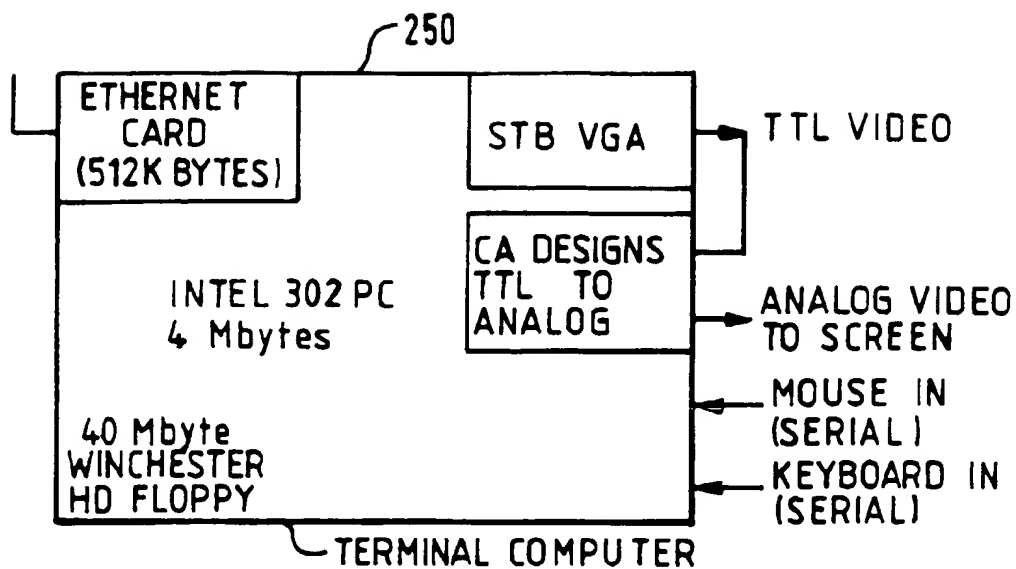 250
ETHERNET
CARD
(512K BYTES)
STB VGA
TTL VIDEO
CA DESIGNS
TTL TO
ANALOG
INTEL 302 PC
4 Mbytes
ANALOG VIDEO
TO SCREEN
MOUSE IN
(SERIAL)
40 Mbyte
WINCHESTER
HD FLOPPY
KEYBOARD IN
(SERIAL)
TERMINAL COMPUTER